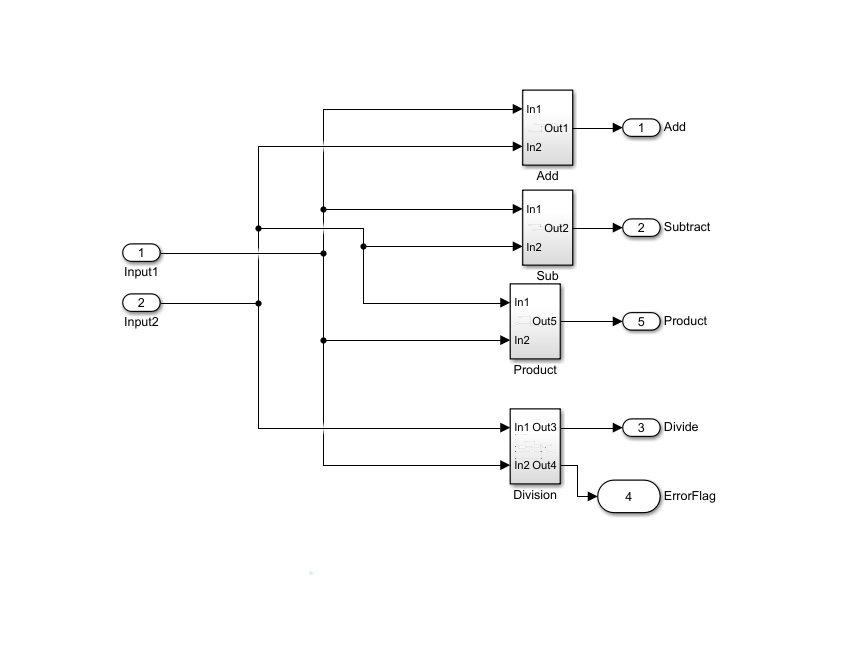 In1
Out1
In2
Add
1
Add
In1
Out2
In2
Sub
2
Subtract
1
Input1
2
Input2
In1
Out5
In2
Product
5
Product
In1 Out3
In2 Out4
Division
3
Divide
4
ErrorFlag